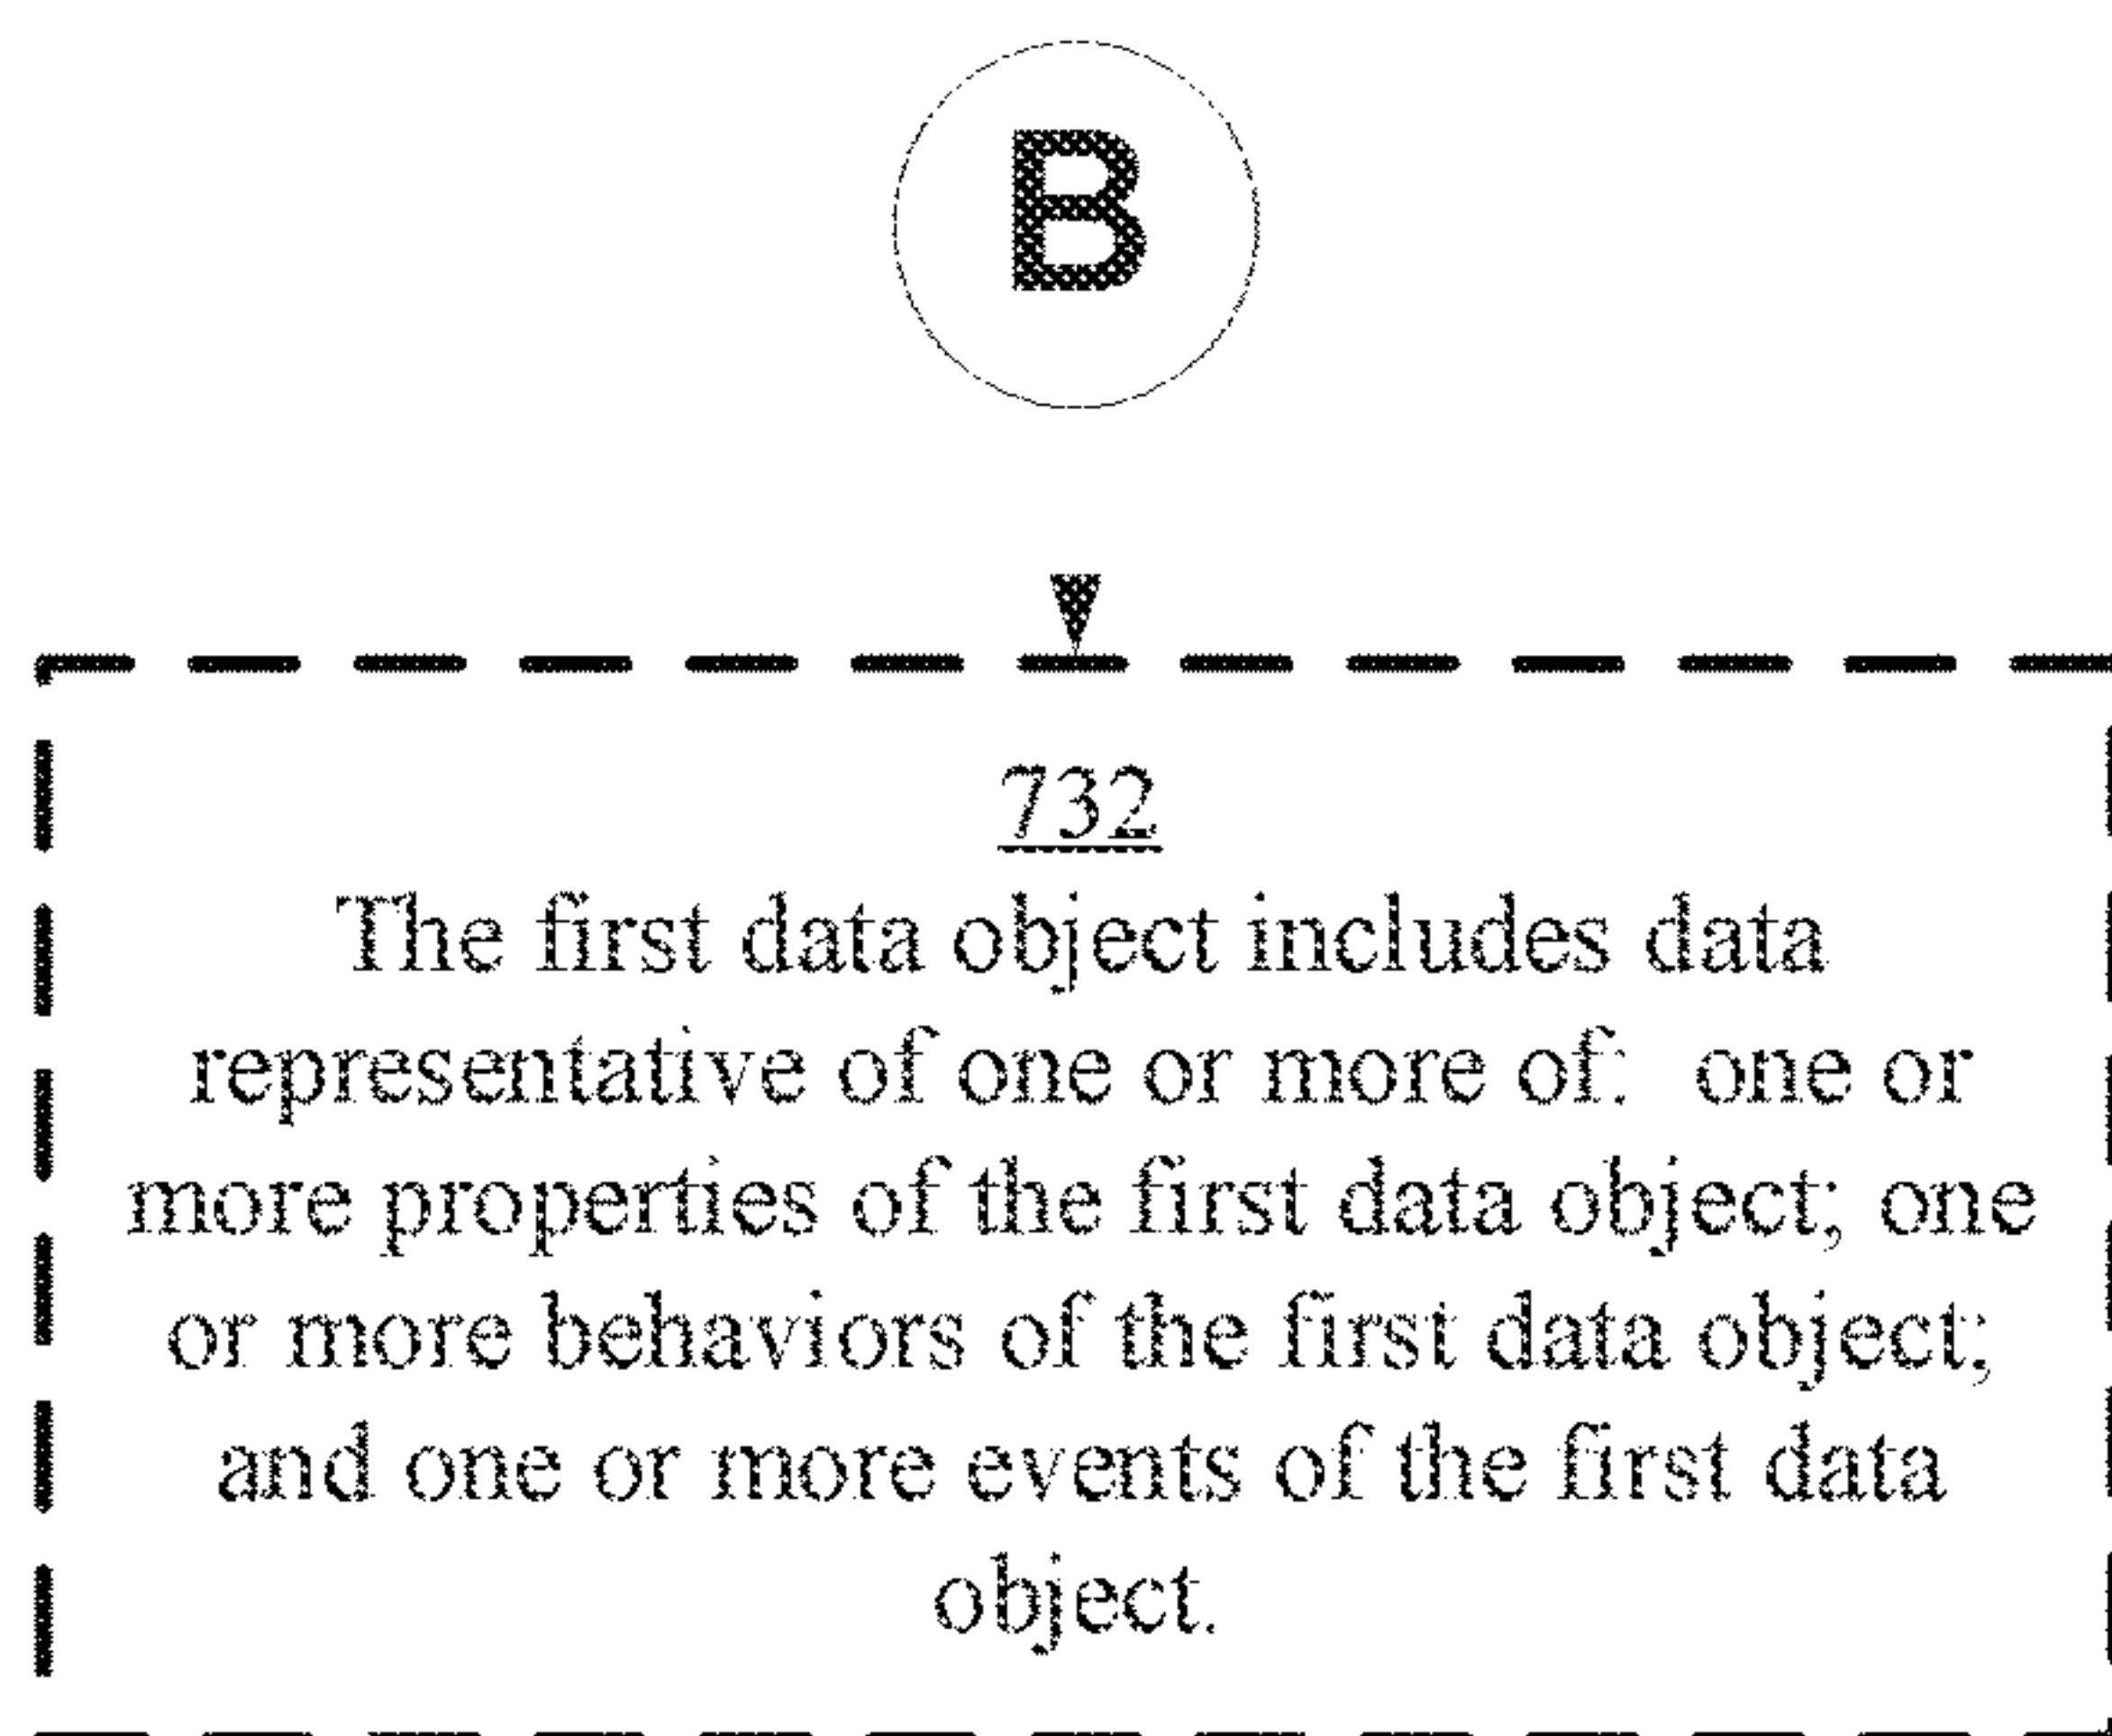 B
732
The first data object includes data
representative of one or more of:  one or
more properties of the first data object; one
or more behaviors of the first data object;
and one or more events of the first data
object.